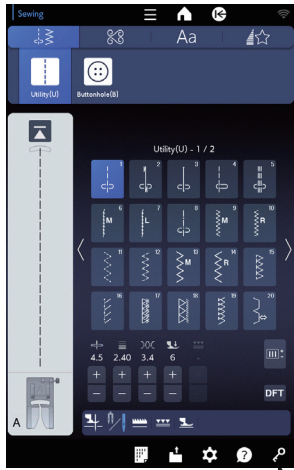 Sewing
Aa
Utility(U) Buttonhole(B)
Utility(U) - 1 / 2
1 2 3 4 5
6 M 7 L 8 9 M 10 R
11 12 13 M 14 R 15
16 17 18 19 20
4.5 2.40 3.4 6 -
+ + + + +
- - - - -
DFT
A
?